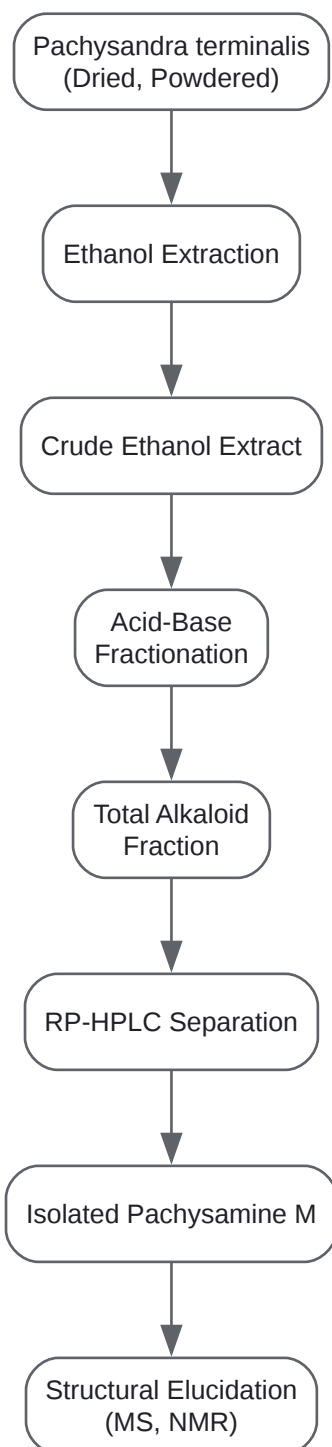 Pachysandra terminalis
(Dried, Powdered)
Ethanol Extraction
Crude Ethanol Extract
Acid-Base
Fractionation
Total Alkaloid
Fraction
RP-HPLC Separation
Isolated Pachysamine M
Structural Elucidation
(MS, NMR)